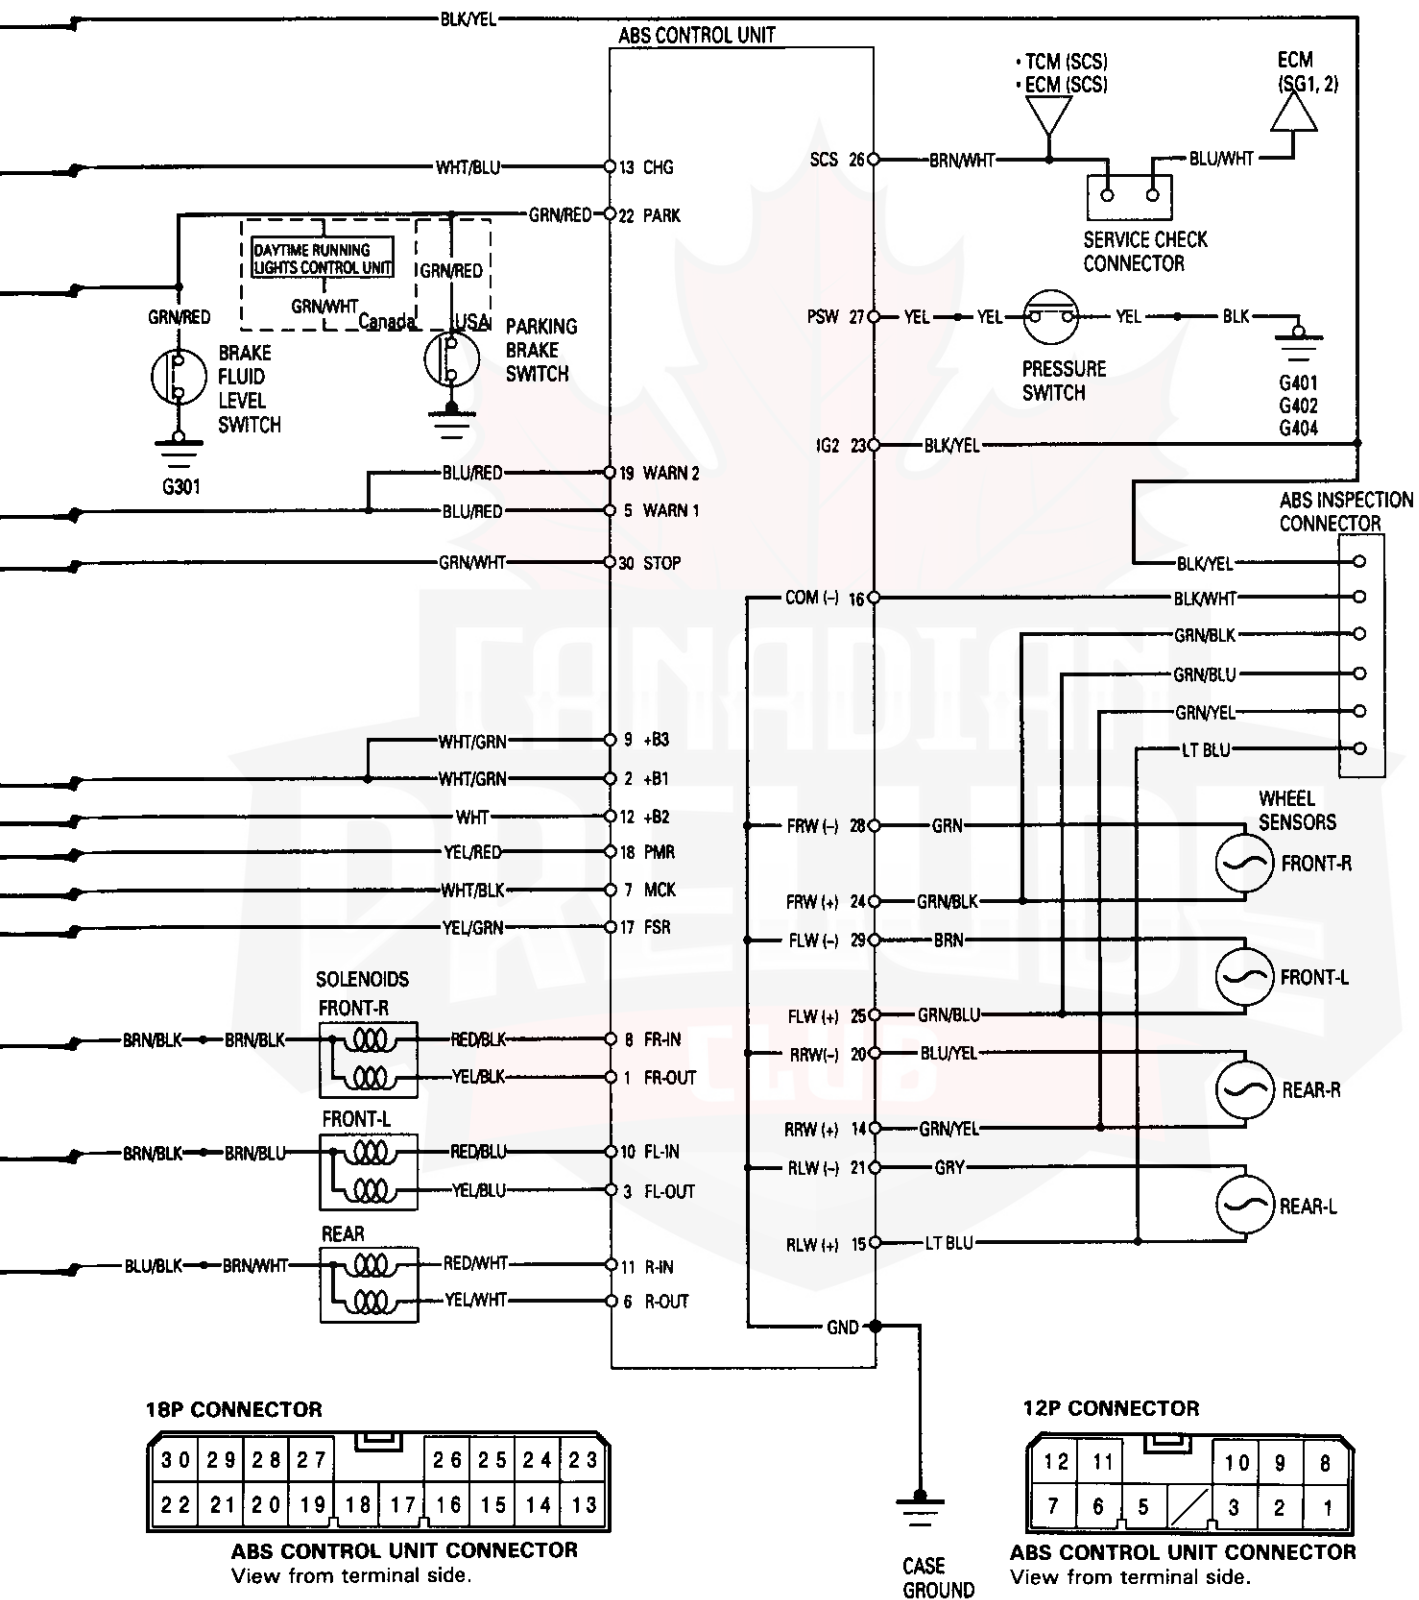 BLK/YEL
ABS CONTROL UNIT
• TCM (SCS)
• ECM (SCS)
ECM
(SG1, 2)
WHT/BLU
13 CHG
SCS 26
BRN/WHT
BLU/WHT
GRN/RED
22 PARK
DAYTIME RUNNING
LIGHTS CONTROL UNIT
GRN/RED
SERVICE CHECK
CONNECTOR
GRN/WHT
GRN/RED
Canada
USA
PARKING
BRAKE
SWITCH
PSW 27
YEL
YEL
YEL
BLK
BRAKE
FLUID
LEVEL
SWITCH
PRESSURE
SWITCH
G401
G402
G404
G301
IG2 23
BLK/YEL
BLU/RED
19 WARN 2
BLU/RED
5 WARN 1
ABS INSPECTION
CONNECTOR
GRN/WHT
30 STOP
BLK/YEL
COM (–) 16
BLK/WHT
GRN/BLK
GRN/BLU
GRN/YEL
LT BLU
CANADIAN
PRELUDE
CLUB
WHT/GRN
9 +B3
WHT/GRN
2 +B1
WHT
12 +B2
YEL/RED
18 PMR
WHT/BLK
7 MCK
YEL/GRN
17 FSR
WHEEL
SENSORS
FRW (–) 28
GRN
FRONT-R
FRW (+) 24
GRN/BLK
FLW (–) 29
BRN
FRONT-L
FLW (+) 25
GRN/BLU
RRW(–) 20
BLU/YEL
REAR-R
RRW (+) 14
GRN/YEL
RLW (–) 21
GRY
REAR-L
RLW (+) 15
LT BLU
GND
SOLENOIDS
FRONT-R
BRN/BLK
BRN/BLK
RED/BLK
8 FR-IN
YEL/BLK
1 FR-OUT
FRONT-L
BRN/BLK
BRN/BLU
RED/BLU
10 FL-IN
YEL/BLU
3 FL-OUT
REAR
BLU/BLK
BRN/WHT
RED/WHT
11 R-IN
YEL/WHT
6 R-OUT
18P CONNECTOR
30 29 28 27 26 25 24 23
22 21 20 19 18 17 16 15 14 13
ABS CONTROL UNIT CONNECTOR
View from terminal side.
CASE
GROUND
12P CONNECTOR
12 11 10 9 8
7 6 5 3 2 1
ABS CONTROL UNIT CONNECTOR
View from terminal side.